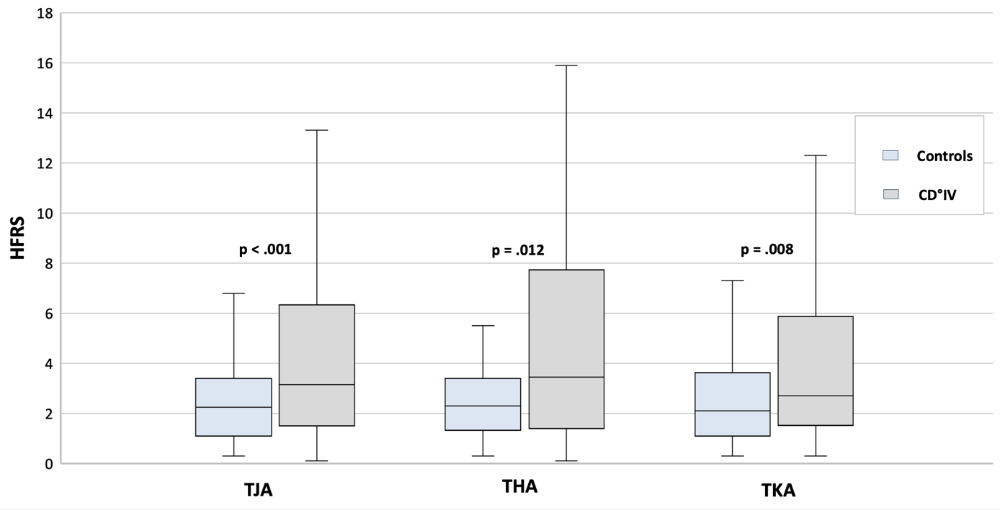 18
16
14
12
10
8
6
4
2
0
HFRS
p < .001
p = .012
p = .008
Controls
CD°IV
TJA
THA
TKA